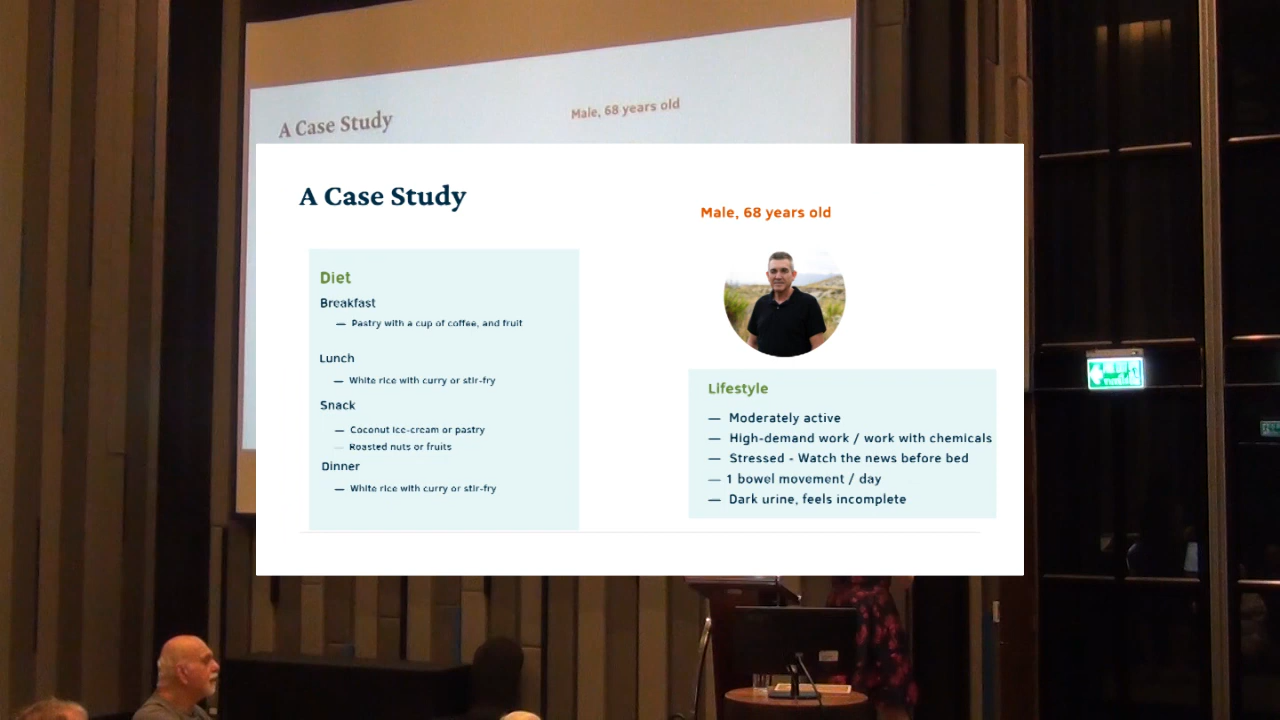 A Case Study
Male, 68 years old
A Case Study
Male, 68 years old
Diet
Breakfast
— Pastry with a cup of coffee, and fruit
Lunch
— White rice with curry or stir-fry
Snack
— Coconut ice-cream or pastry
— Roasted nuts or fruits
Dinner
— White rice with curry or stir-fry
Lifestyle
— Moderately active
— High-demand work / work with chemicals
— Stressed - Watch the news before bed
— 1 bowel movement / day
— Dark urine, feels incomplete